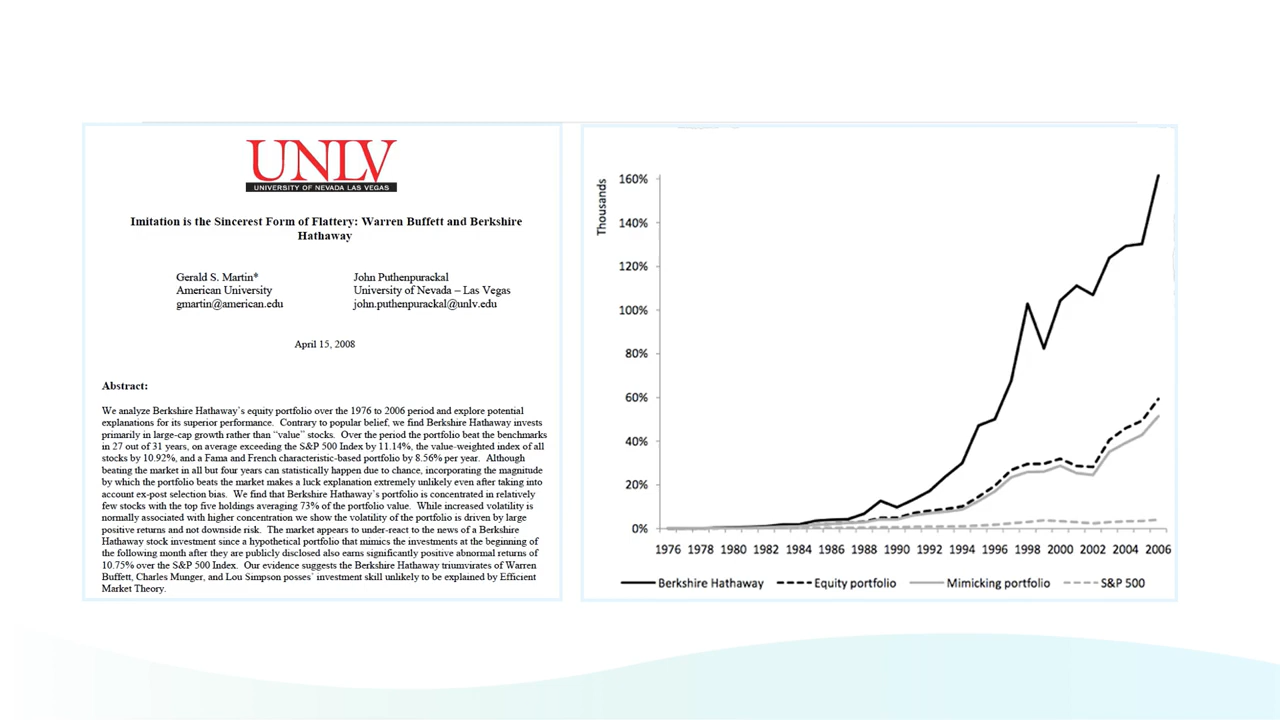 UNLV
UNIVERSITY OF NEVADA LAS VEGAS
Imitation is the Sincerest Form of Flattery: Warren Buffett and Berkshire
Hathaway
Gerald S. Martin*
American University
gmartin@american.edu
John Puthenpurackal
University of Nevada – Las Vegas
john.puthenpurackal@unlv.edu
April 15, 2008
Abstract:
We analyze Berkshire Hathaway’s equity portfolio over the 1976 to 2006 period and explore potential
explanations for its superior performance. Contrary to popular belief, we find Berkshire Hathaway invests
primarily in large-cap growth rather than “value” stocks. Over the period the portfolio beat the benchmarks
in 27 out of 31 years, on average exceeding the S&P 500 Index by 11.14%, the value-weighted index of all
stocks by 10.92%, and a Fama and French characteristic-based portfolio by 8.56% per year. Although
beating the market in all but four years can statistically happen due to chance, incorporating the magnitude
by which the portfolio beats the market makes a luck explanation extremely unlikely even after taking into
account ex-post selection bias. We find that Berkshire Hathaway’s portfolio is concentrated in relatively
few stocks with the top five holdings averaging 73% of the portfolio value. While increased volatility is
normally associated with higher concentration we show the volatility of the portfolio is driven by large
positive returns and not downside risk. The market appears to under-react to the news of a Berkshire
Hathaway stock investment since a hypothetical portfolio that mimics the investments at the beginning of
the following month after they are publicly disclosed also earns significantly positive abnormal returns of
10.75% over the S&P 500 Index. Our evidence suggests the Berkshire Hathaway triumvirates of Warren
Buffett, Charles Munger, and Lou Simpson posses’ investment skill unlikely to be explained by Efficient
Market Theory.
Thousands
160%
140%
120%
100%
80%
60%
40%
20%
0%
1976 1978 1980 1982 1984 1986 1988 1990 1992 1994 1996 1998 2000 2002 2004 2006
Berkshire Hathaway Equity portfolio Mimicking portfolio S&P 500